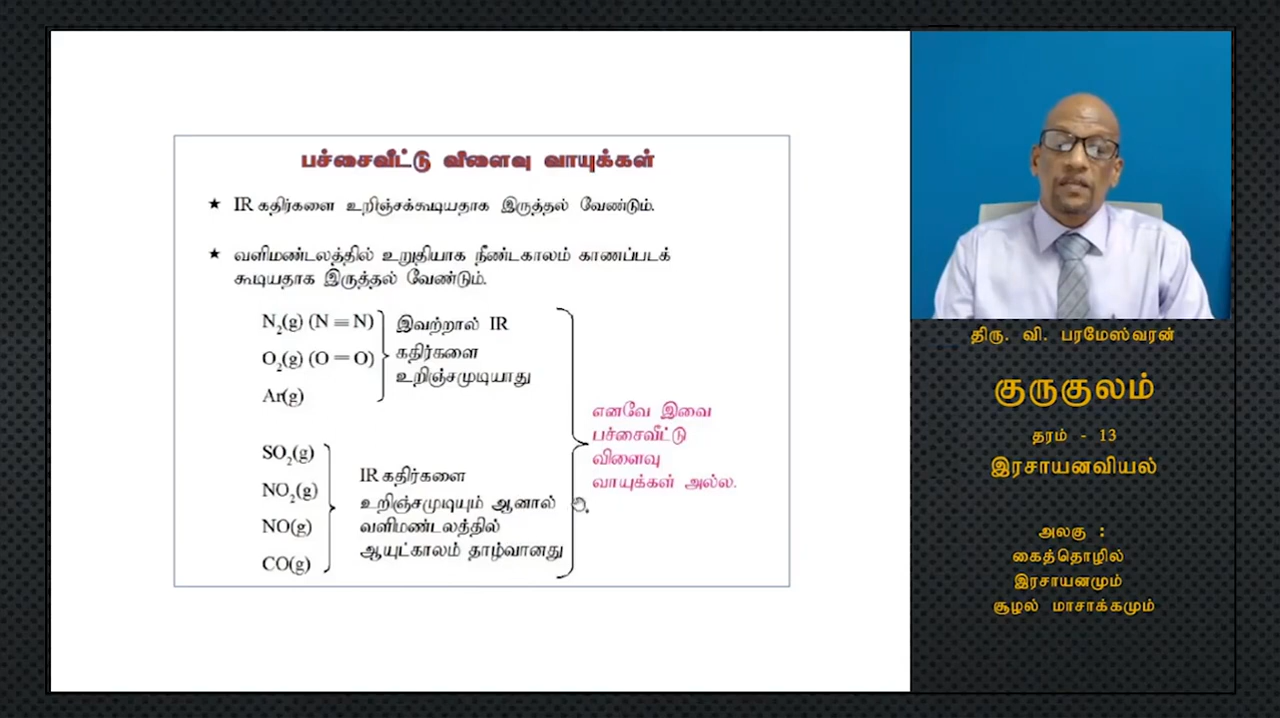 பச்சைவீட்டு விளைவு வாயுக்கள்
★ IR கதிர்களை உறிஞ்சக்கூடியதாக இருத்தல் வேண்டும்.
★ வளிமண்டலத்தில் உறுதியாக நீண்டகாலம் காணப்படக்
கூடியதாக இருத்தல் வேண்டும்.
N₂(g) (N ≡ N)
O₂(g) (O = O)
Ar(g)
இவற்றால் IR
கதிர்களை
உறிஞ்சமுடியாது
SO₂(g)
NO₂(g)
NO(g)
CO(g)
IR கதிர்களை
உறிஞ்சமுடியும் ஆனால்
வளிமண்டலத்தில்
ஆயுட்காலம் தாழ்வானது
எனவே இவை
பச்சைவீட்டு
விளைவு
வாயுக்கள் அல்ல.
திரு. வி. பரமேஸ்வரன்
குருகுலம்
தரம் - 13
இரசாயனவியல்
அலகு :
கைத்தொழில்
இரசாயனமும்
சூழல் மாசாக்கமும்